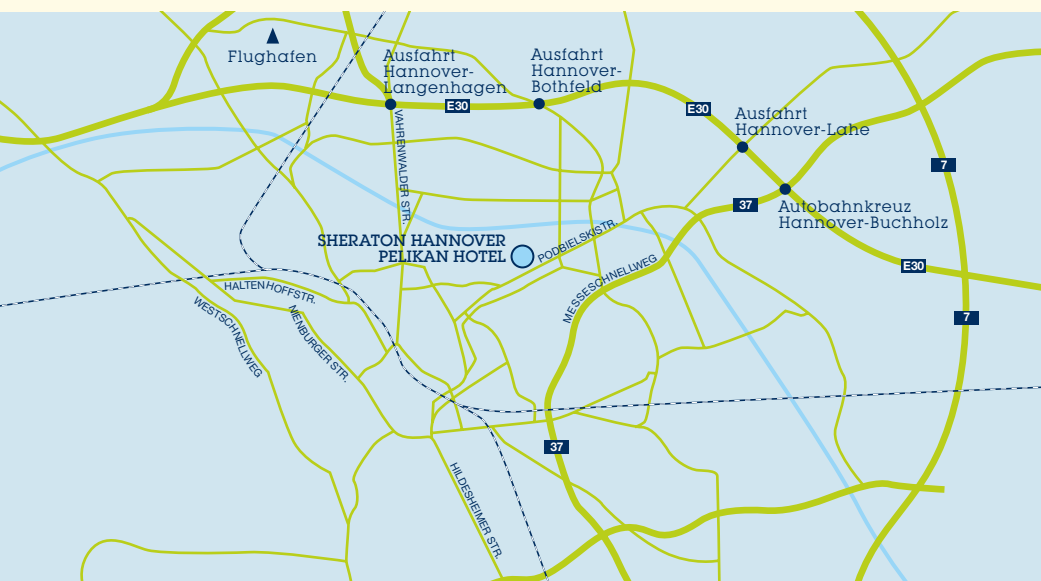 Flughafen
Ausfahrt
Hannover-
Langenhagen
Ausfahrt
Hannover-
Bothfeld
E30
E30
Ausfahrt
Hannover-Lahe
VAHRENWALDER STR.
7
37
Autobahnkreuz
Hannover-Buchholz
SHERATON HANNOVER
PELIKAN HOTEL
PODBIELSKISTR.
MESSESCHNELLWEG
E30
HALTENHOFFSTR.
WESTSCHNELLWEG
NIENBURGER STR.
7
37
HILDESHEIMER STR.